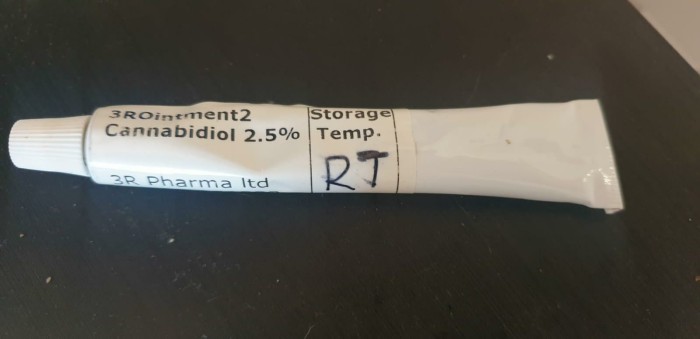 3ROintment2
Cannabidiol 2.5%
3R Pharma ltd
Storage
Temp.
RT